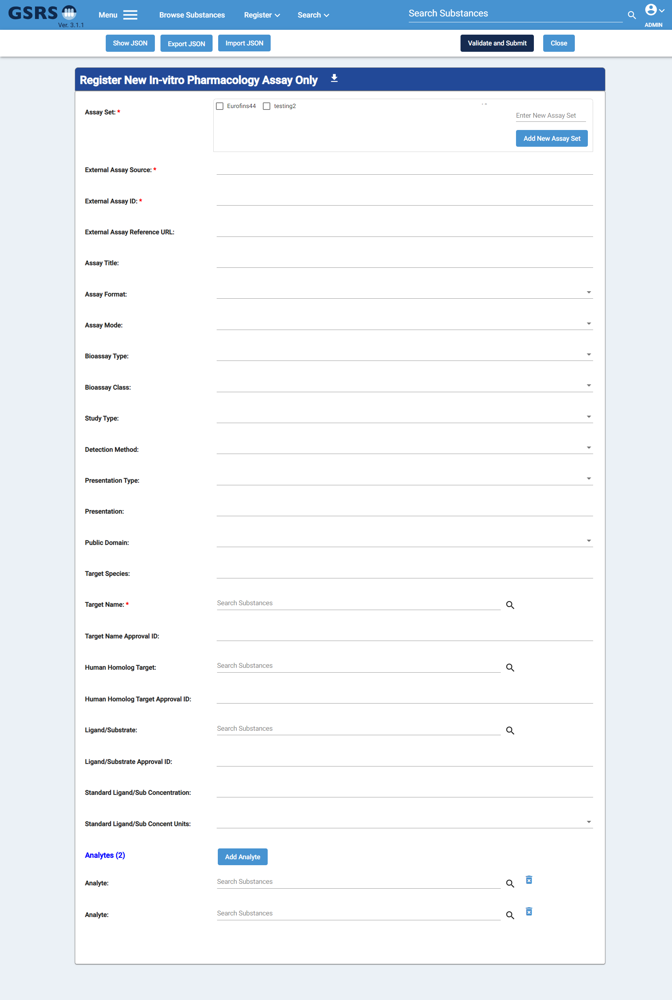 GSRS
Ver. 3.1.1
Menu
Browse Substances
Register
Search
Search Substances
ADMIN
Show JSON
Export JSON
Import JSON
Validate and Submit
Close
Register New In-vitro Pharmacology Assay Only
Assay Set: *
Eurofins44
testing2
Enter New Assay Set
Add New Assay Set
External Assay Source: *
External Assay ID: *
External Assay Reference URL:
Assay Title:
Assay Format:
Assay Mode:
Bioassay Type:
Bioassay Class:
Study Type:
Detection Method:
Presentation Type:
Presentation:
Public Domain:
Target Species:
Target Name: *
Search Substances
Target Name Approval ID:
Human Homolog Target:
Search Substances
Human Homolog Target Approval ID:
Ligand/Substrate:
Search Substances
Ligand/Substrate Approval ID:
Standard Ligand/Sub Concentration:
Standard Ligand/Sub Concent Units:
Analytes (2)
Add Analyte
Analyte:
Search Substances
Analyte:
Search Substances